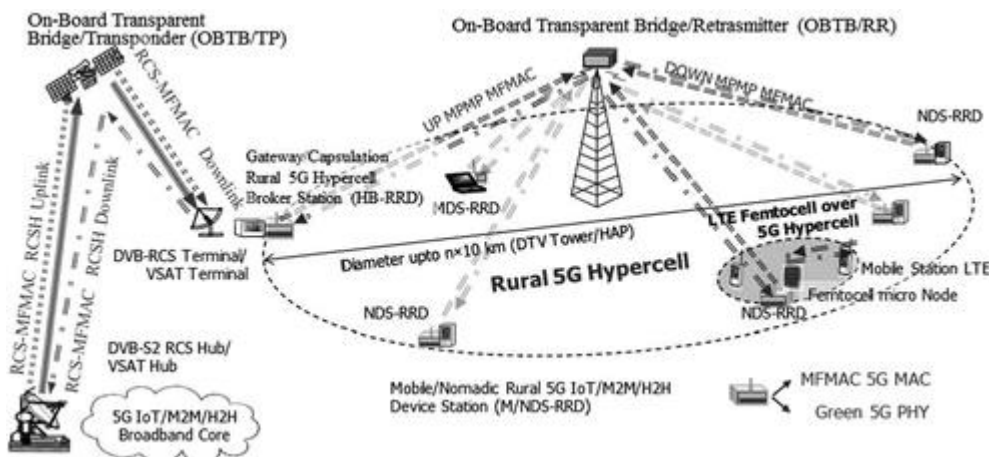 On-Board Transparent
Bridge/Transponder (OBTB/TP)
On-Board Transparent Bridge/Retrasmitter (OBTB/RR)
RCS-MFMAC Downlink
UP MPMP MFMAC
DOWN MPMP MFMAC
NDS-RRD
Gateway/Capsulation
Rural 5G Hypercell
Broker Station (HB-RRD)
MDS-RRD
RCS-MFMAC RCSH Uplink
RCS-MFMAC RCSH Downlink
DVB-RCS Terminal/
VSAT Terminal
Diameter upto n×10 km (DTV Tower/HAP)
LTE Femtocell over
5G Hypercell
Rural 5G Hypercell
Mobile Station LTE
Femtocell micro Node
NDS-RRD
NDS-RRD
DVB-S2 RCS Hub/
VSAT Hub
5G IoT/M2M/H2H
Broadband Core
Mobile/Nomadic Rural 5G IoT/M2M/H2H
Device Station (M/NDS-RRD)
MFMAC 5G MAC
Green 5G PHY